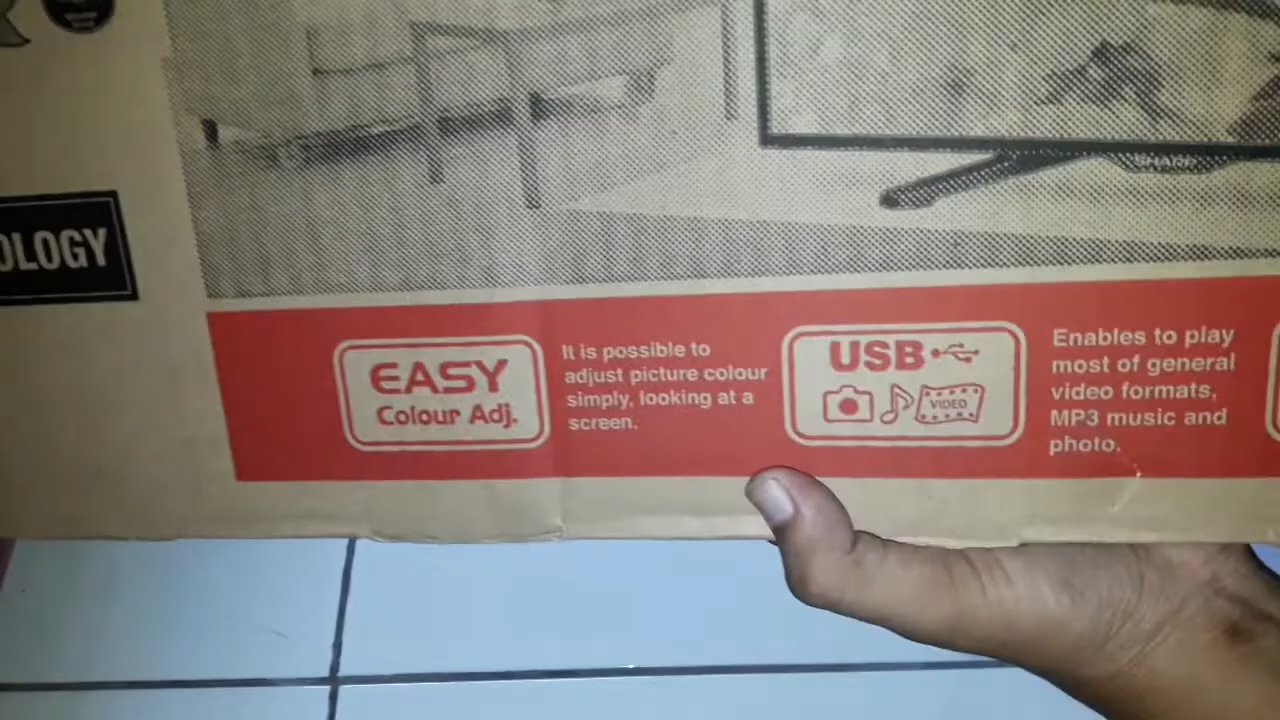 SHARP
OLOGY
EASY
Colour Adj.
It is possible to
adjust picture colour
simply, looking at a
screen.
USB
VIDEO
Enables to play
most of general
video formats,
MP3 music and
photo.